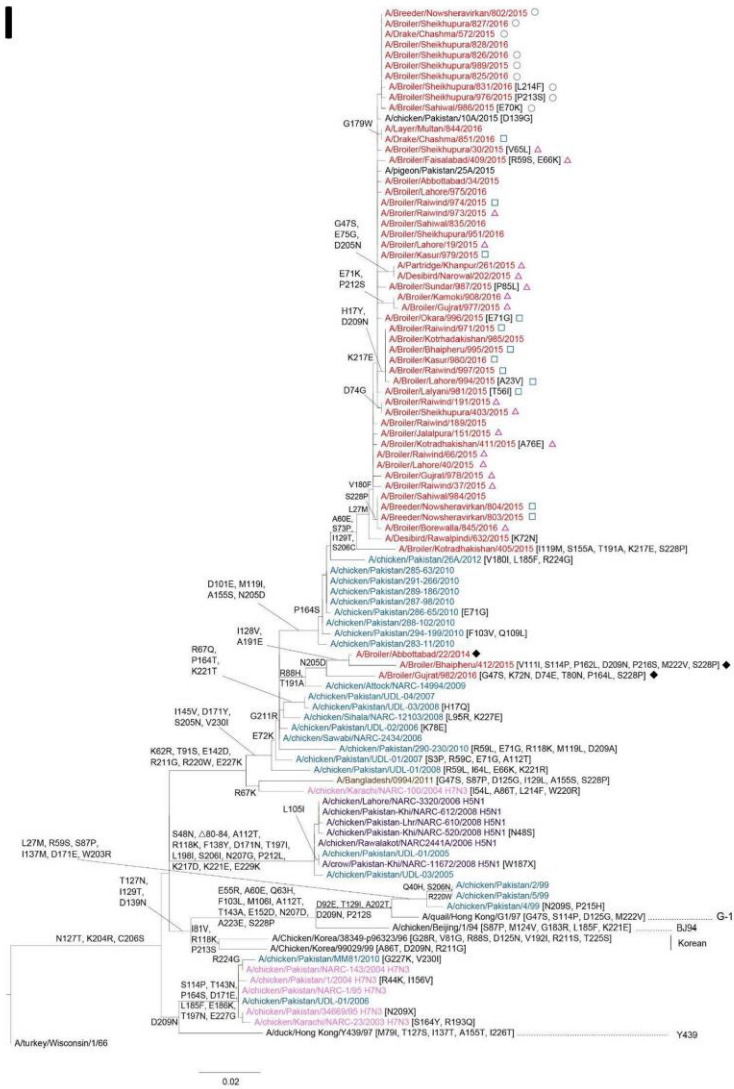 I
A/Breeder/Nowsheravirkan/802/2015
A/Broiler/Sheikhupura/827/2016
A/Drake/Chashma/572/2015
A/Broiler/Sheikhupura/828/2016
A/Broiler/Sheikhupura/826/2016
A/Broiler/Sheikhupura/989/2015
A/Broiler/Sheikhupura/825/2016
A/Broiler/Sheikhupura/831/2016 [L214F]
A/Broiler/Sheikhupura/976/2015 [P213S]
A/Broiler/Sahiwal/986/2015 [E70K]
A/chicken/Pakistan/10A/2015 [D139G]
G179W
A/Layer/Multan/844/2016
A/Drake/Chashma/851/2016
A/Broiler/Sheikhupura/30/2015 [V65L]
A/Broiler/Faisalabad/409/2015 [R59S, E66K]
A/pigeon/Pakistan/25A/2015
A/Broiler/Abbottabad/34/2015
A/Broiler/Lahore/975/2016
A/Broiler/Raiwind/974/2015
A/Broiler/Raiwind/973/2015
A/Broiler/Sahiwal/835/2016
A/Broiler/Sheikhupura/951/2016
A/Broiler/Lahore/19/2015
A/Broiler/Kasur/979/2015
G47S,
E75G,
D205N
A/Partridge/Khanpur/261/2015
A/Desibird/Narowal/202/2015
A/Broiler/Sundar/987/2015 [P85L]
E71K,
P212S
A/Broiler/Kamoki/908/2016
A/Broiler/Gujrat/977/2015
A/Broiler/Okara/996/2015 [E71G]
H17Y,
D209N
A/Broiler/Raiwind/971/2015
A/Broiler/Kotrhadakishan/985/2015
A/Broiler/Bhaipheru/995/2015
A/Broiler/Kasur/980/2016
A/Broiler/Raiwind/997/2015
A/Broiler/Lahore/994/2015 [A23V]
K217E
A/Broiler/Lalyani/981/2015 [T56I]
D74G
A/Broiler/Raiwind/191/2015
A/Broiler/Sheikhupura/403/2015
A/Broiler/Raiwind/189/2015
A/Broiler/Jalalpura/151/2015
A/Broiler/Kotradhakishan/411/2015 [A76E]
A/Broiler/Raiwind/66/2015
A/Broiler/Lahore/40/2015
A/Broiler/Gujrat/978/2015
A/Broiler/Raiwind/37/2015
V180F
S228P
A/Broiler/Sahiwal/984/2015
A/Breeder/Nowsheravirkan/804/2015
A/Breeder/Nowsheravirkan/803/2015
A/Broiler/Borewalla/845/2016
L27M
A/Desibird/Rawalpindi/632/2015 [K72N]
A60E,
S73P,
I129T,
S206C
A/Broiler/Kotradhakishan/405/2015 [I119M, S155A, T191A, K217E, S228P]
A/chicken/Pakistan/26A/2012 [V180I, L185F, R224G]
A/chicken/Pakistan/285-63/2010
A/chicken/Pakistan/291-266/2010
A/chicken/Pakistan/289-186/2010
A/chicken/Pakistan/287-98/2010
A/chicken/Pakistan/286-65/2010 [E71G]
A/chicken/Pakistan/288-102/2010
A/chicken/Pakistan/294-199/2010 [F103V, Q109L]
A/chicken/Pakistan/283-11/2010
D101E, M119I,
A155S, N205D
P164S
I128V,
A191E
A/Broiler/Abbottabad/22/2014
A/Broiler/Bhaipheru/412/2015 [V111I, S114P, P162L, D209N, P216S, M222V, S228P]
N205D
A/Broiler/Gujrat/982/2016 [G47S, K72N, D74E, T80N, P164L, S228P]
R88H,
T191A
A/chicken/Attock/NARC-14994/2009
R67Q,
P164T,
K221T
A/chicken/Pakistan/UDL-04/2007
A/chicken/Pakistan/UDL-03/2008 [H17Q]
A/chicken/Sihala/NARC-12103/2008 [L95R, K227E]
A/chicken/Pakistan/UDL-02/2006 [K78E]
G211R
A/chicken/Sawabi/NARC-2434/2006
E72K
A/chicken/Pakistan/290-230/2010 [R59L, E71G, R118K, M119L, D209A]
I145V, D171Y,
S205N, V230I
A/chicken/Pakistan/UDL-01/2007 [S3P, R59C, E71G, A112T]
A/chicken/Pakistan/UDL-01/2008 [R59L, I64L, E66K, K221R]
K62R, T91S, E142D,
R211G, R220W, E227K
A/Bangladesh/0994/2011 [G47S, S87P, D125G, I129L, A155S, S228P]
R67K
A/chicken/Karachi/NARC-100/2004 H7N3 [I54L, A86T, L214F, W220R]
A/chicken/Lahore/NARC-3320/2006 H5N1
A/chicken/Pakistan-Khi/NARC-612/2008 H5N1
A/chicken/Pakistan-Lhr/NARC-610/2008 H5N1
A/chicken/Pakistan-Khi/NARC-520/2008 H5N1 [N48S]
A/chicken/Rawalakot/NARC2441A/2006 H5N1
A/chicken/Pakistan/UDL-01/2005
A/crow/Pakistan-Khi/NARC-11672/2008 H5N1 [W187X]
A/chicken/Pakistan/UDL-03/2005
L105I
S48N, △80-84, A112T,
R118K, F138Y, D171N, T197I,
L198I, S206I, N207G, P212L,
K217D, K221E, E229K
L27M, R59S, S87P,
I137M, D171E, W203R
Q40H, S206N,
R220W
A/chicken/Pakistan/2/99
A/chicken/Pakistan/5/99
A/chicken/Pakistan/4/99 [N209S, P215H]
T127N,
I129T,
D139N
E55R, A60E, Q63H,
F103L, M106I, A112T,
T143A, E152D, N207D,
A223E, S228P
D92E, T129I, A202T,
D209N, P212S
A/quail/Hong Kong/G1/97 [G47S, S114P, D125G, M222V]
G-1
A/chicken/Beijing/1/94 [S87P, M124V, G183R, L185F, K221E]
BJ94
I81V,
R118K,
P213S
A/Chicken/Korea/38349-p96323/96 [G28R, V81G, R88S, D125N, V192I, R211S, T225S]
A/Chicken/Korea/99029/99 [A86T, D209N, R211G]
Korean
N127T, K204R, C206S
R224G
A/chicken/Pakistan/MM81/2010 [G227K, V230I]
A/chicken/Pakistan/NARC-143/2004 H7N3
A/chicken/Pakistan/1/2004 H7N3 [R44K, I156V]
A/chicken/Pakistan/NARC-1/95 H7N3
A/chicken/Pakistan/UDL-01/2006
A/chicken/Pakistan/34669/95 H7N3 [N209X]
A/chicken/Karachi/NARC-23/2003 H7N3 [S164Y, R193Q]
S114P, T143N,
P164S, D171E,
L185F, E186K,
T197N, E227G
D209N
A/duck/Hong Kong/Y439/97 [M79I, T127S, I137T, A155T, I226T]
Y439
A/turkey/Wisconsin/1/66
0.02